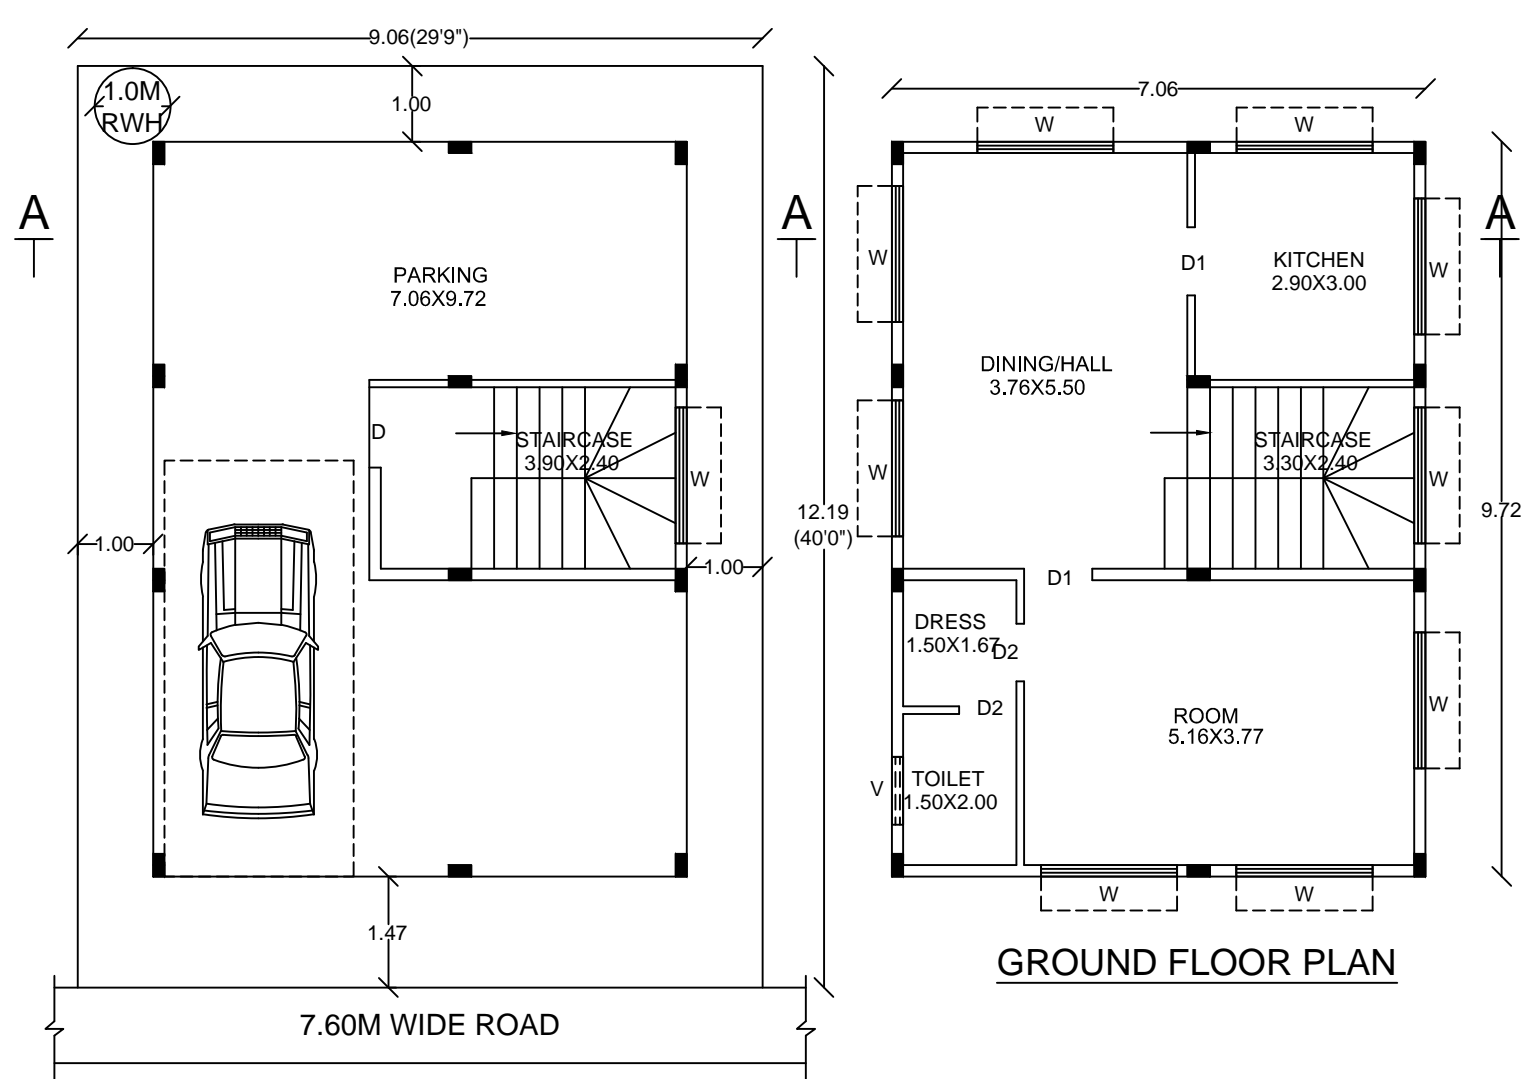 9.06(29'9")
1.0M
RWH
1.00
A
A
PARKING
7.06X9.72
D
STAIRCASE
3.90X2.40
W
12.19
(40'0")
1.00
1.00
1.47
7.60M WIDE ROAD
7.06
W
W
A
W
D1
KITCHEN
2.90X3.00
W
DINING/HALL
3.76X5.50
W
STAIRCASE
3.30X2.40
W
9.72
D1
DRESS
1.50X1.67
D2
D2
ROOM
5.16X3.77
W
V
TOILET
1.50X2.00
W
W
GROUND FLOOR PLAN